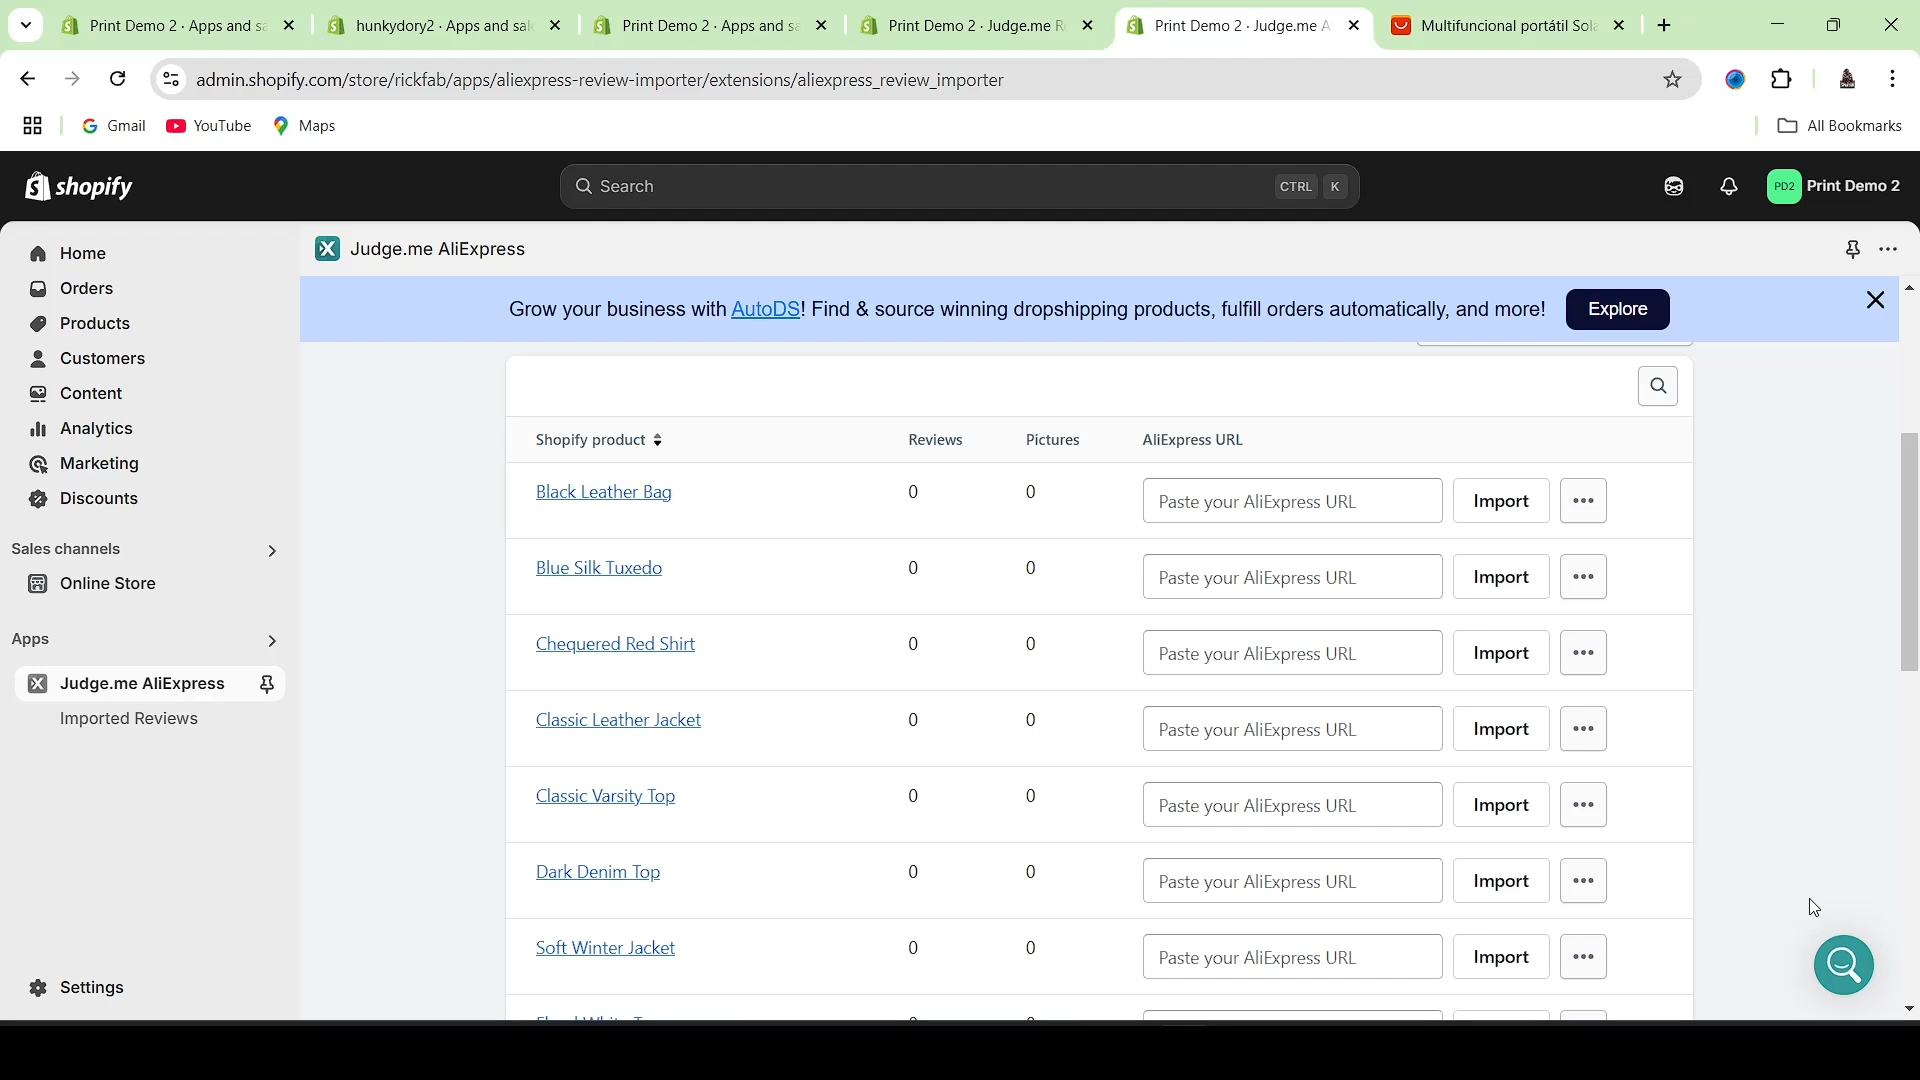 Print Demo 2 · Apps and sa
hunkydory2 · Apps and sal
Print Demo 2 · Apps and sa
Print Demo 2 · Judge.me R
Print Demo 2 · Judge.me A
Multifuncional portátil Sola
admin.shopify.com/store/rickfab/apps/aliexpress-review-importer/extensions/aliexpress_review_importer
Gmail
YouTube
Maps
All Bookmarks
shopify
Search
CTRL K
PD2
Print Demo 2
Home
Orders
Products
Customers
Content
Analytics
Marketing
Discounts
Sales channels
Online Store
Apps
Judge.me AliExpress
Imported Reviews
Settings
Judge.me AliExpress
Grow your business with AutoDS! Find & source winning dropshipping products, fulfill orders automatically, and more!
Explore
Shopify product Reviews Pictures AliExpress URL
Black Leather Bag 0 0 Paste your AliExpress URL Import
Blue Silk Tuxedo 0 0 Paste your AliExpress URL Import
Chequered Red Shirt 0 0 Paste your AliExpress URL Import
Classic Leather Jacket 0 0 Paste your AliExpress URL Import
Classic Varsity Top 0 0 Paste your AliExpress URL Import
Dark Denim Top 0 0 Paste your AliExpress URL Import
Soft Winter Jacket 0 0 Paste your AliExpress URL Import